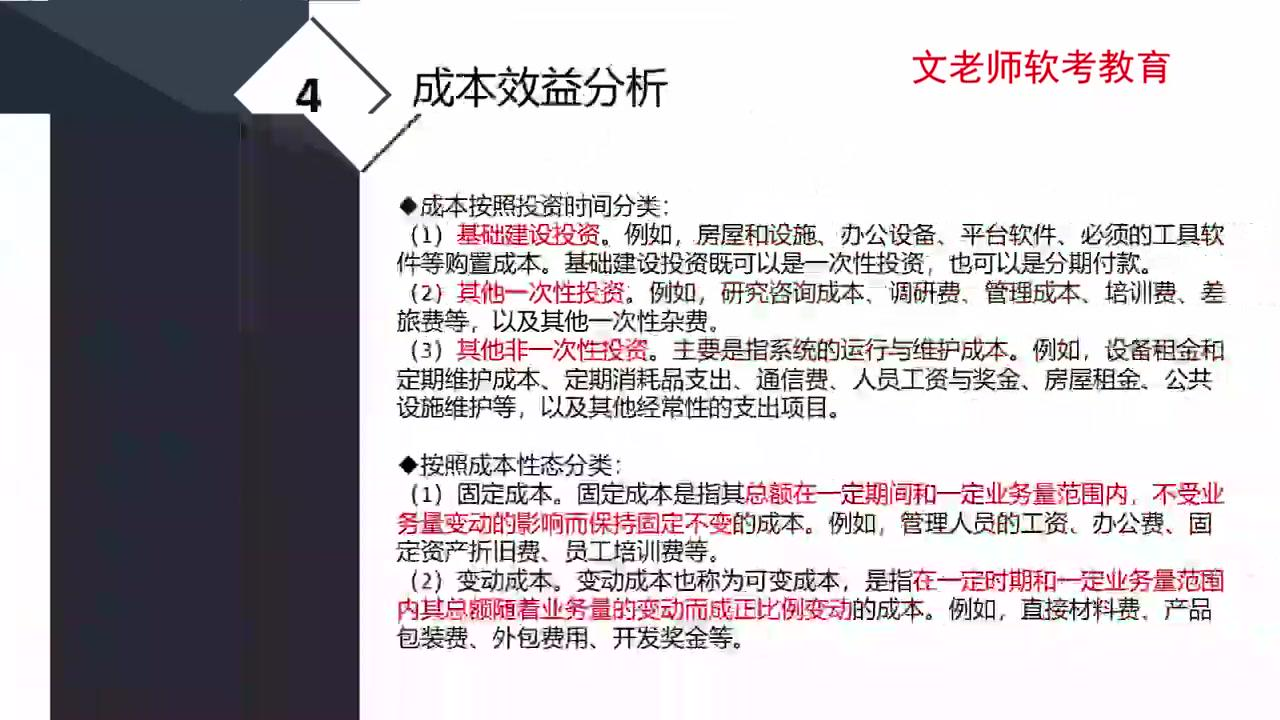 4
成本效益分析
文老师软考教育
◆成本按照投资时间分类：
（1）基础建设投资。例如，房屋和设施、办公设备、平台软件、必须的工具软
件等购置成本。基础建设投资既可以是一次性投资，也可以是分期付款。
（2）其他一次性投资。例如，研究咨询成本、调研费、管理成本、培训费、差
旅费等，以及其他一次性杂费。
（3）其他非一次性投资。主要是指系统的运行与维护成本。例如，设备租金和
定期维护成本、定期消耗品支出、通信费、人员工资与奖金、房屋租金、公共
设施维护等，以及其他经常性的支出项目。
◆按照成本性态分类：
（1）固定成本。固定成本是指其总额在一定期间和一定业务量范围内，不受业
务量变动的影响而保持固定不变的成本。例如，管理人员的工资、办公费、固
定资产折旧费、员工培训费等。
（2）变动成本。变动成本也称为可变成本，是指在一定时期和一定业务量范围
内其总额随着业务量的变动而成正比例变动的成本。例如，直接材料费、产品
包装费、外包费用、开发奖金等。